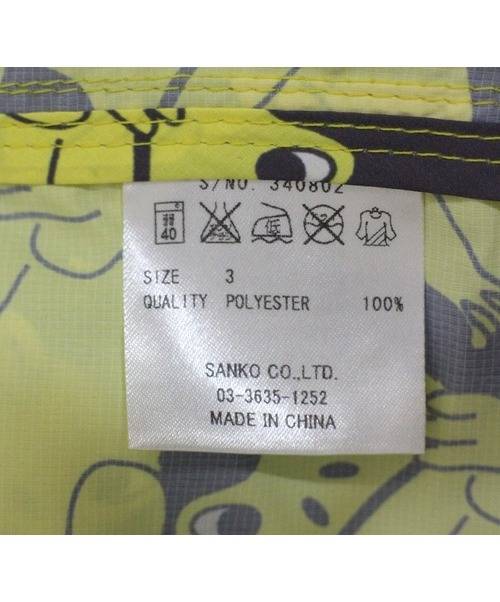 S/NO. 340802
40 低
SIZE 3
QUALITY POLYESTER 100%
SANKO CO.,LTD.
03-3635-1252
MADE IN CHINA